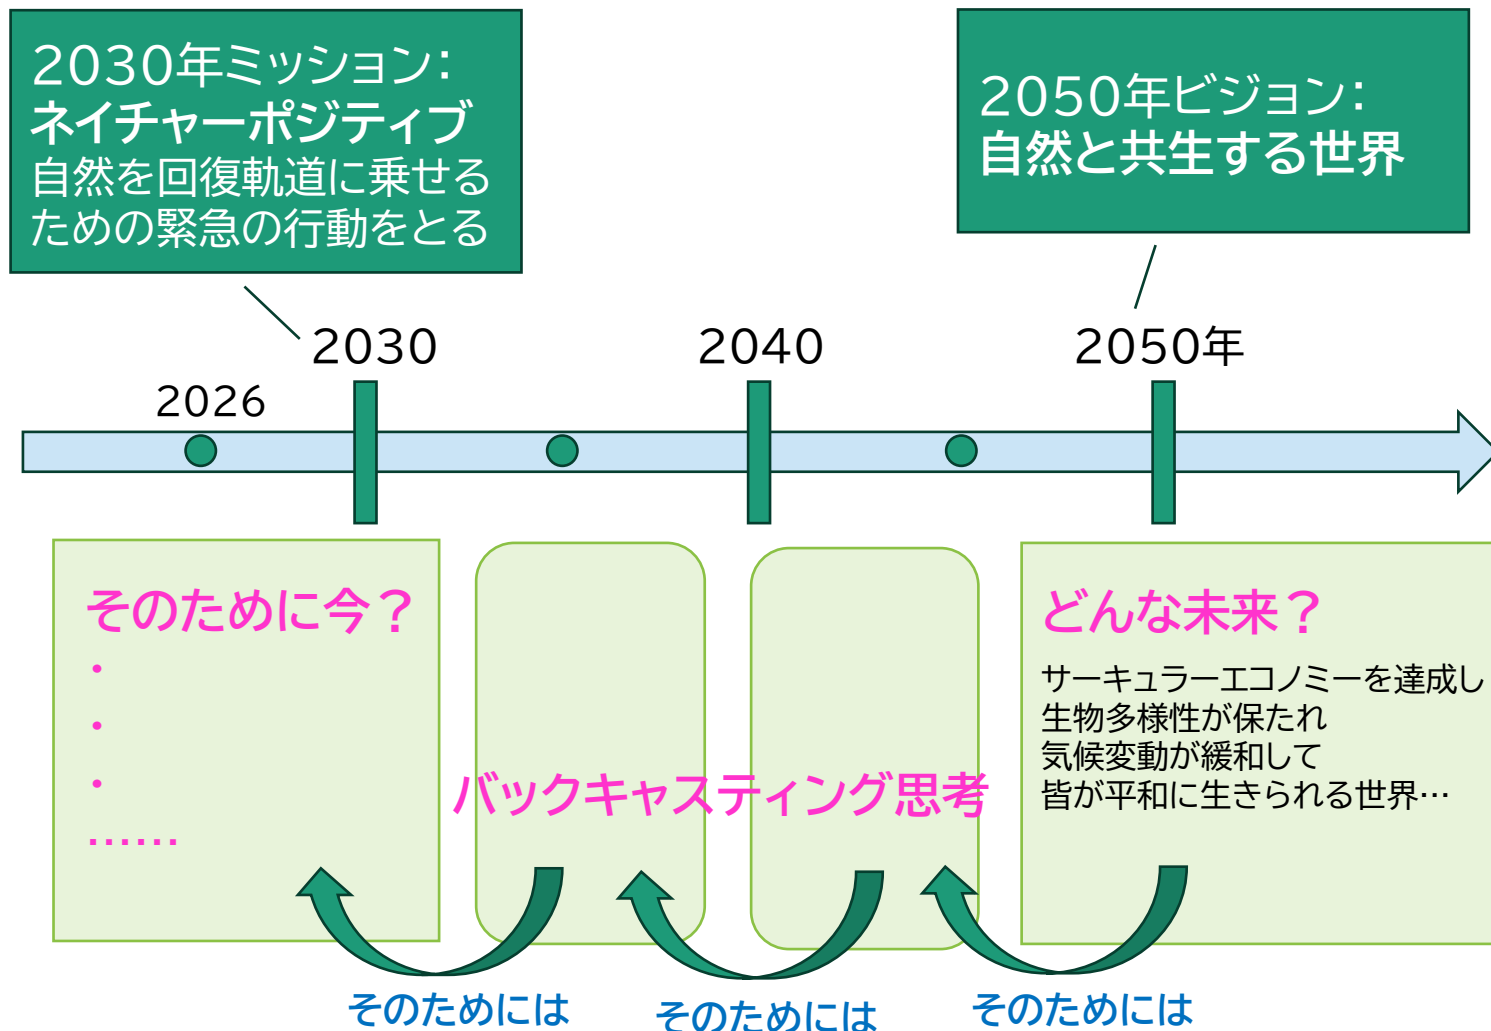 2030年ミッション:
ネイチャーポジティブ
自然を回復軌道に乗せる
ための緊急の行動をとる
2050年ビジョン:
自然と共生する世界
2030
2040
2050年
2026
そのために今？
・
・
・
……
バックキャスティング思考
どんな未来？
サーキュラーエコノミーを達成し
生物多様性が保たれ
気候変動が緩和して
皆が平和に生きられる世界…
そのためには
そのためには
そのためには